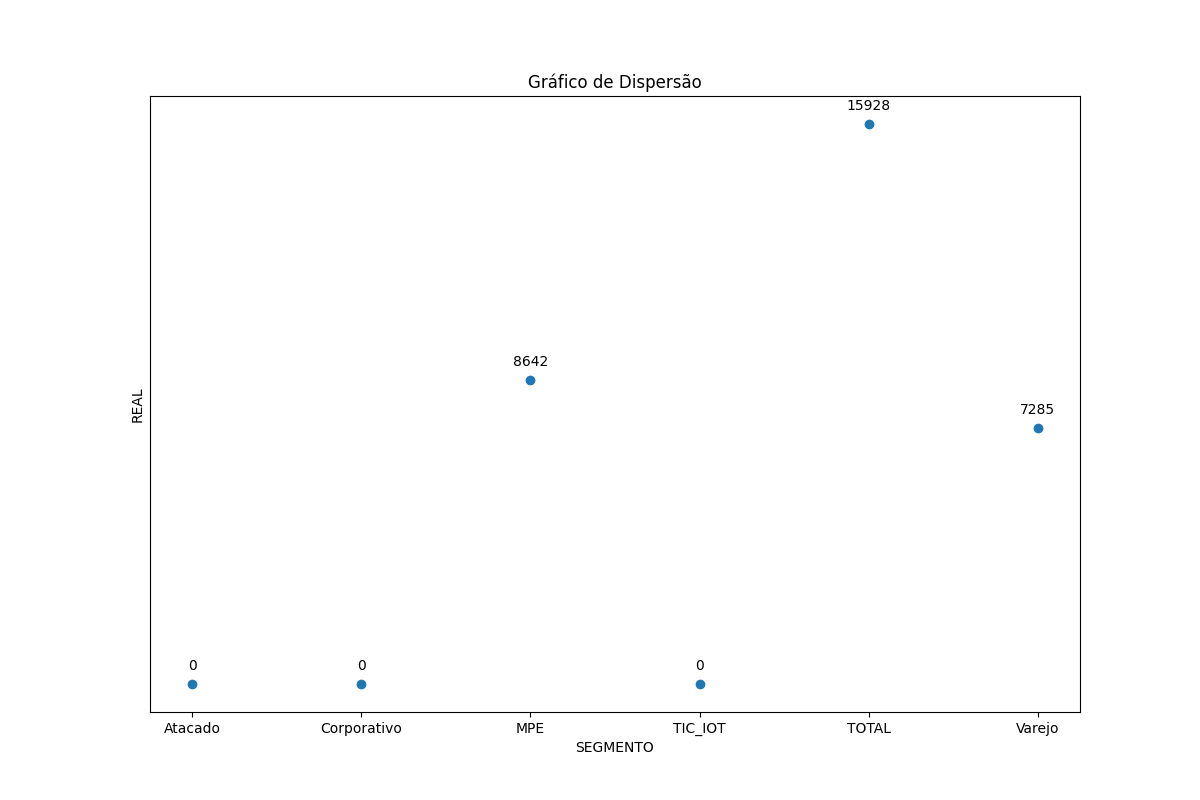 Gráfico de Dispersão
15928
8642
7285
0
0
0
REAL
Atacado
Corporativo
MPE
TIC_IOT
TOTAL
Varejo
SEGMENTO